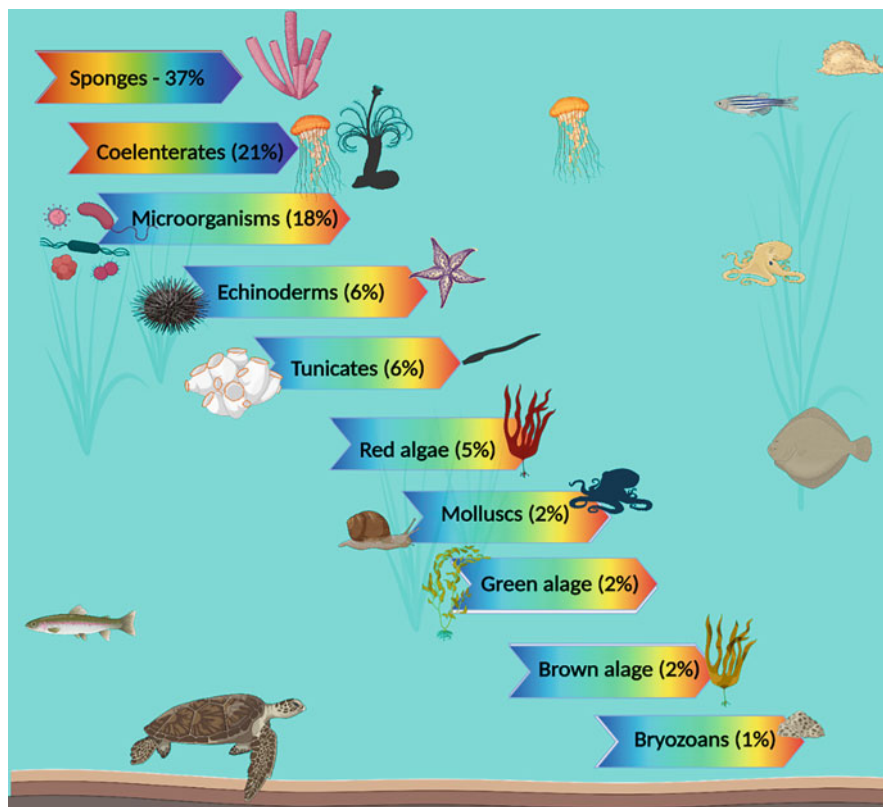 Sponges - 37%
Coelenterates (21%)
Microorganisms (18%)
Echinoderms (6%)
Tunicates (6%)
Red algae (5%)
Molluscs (2%)
Green alage (2%)
Brown alage (2%)
Bryozoans (1%)